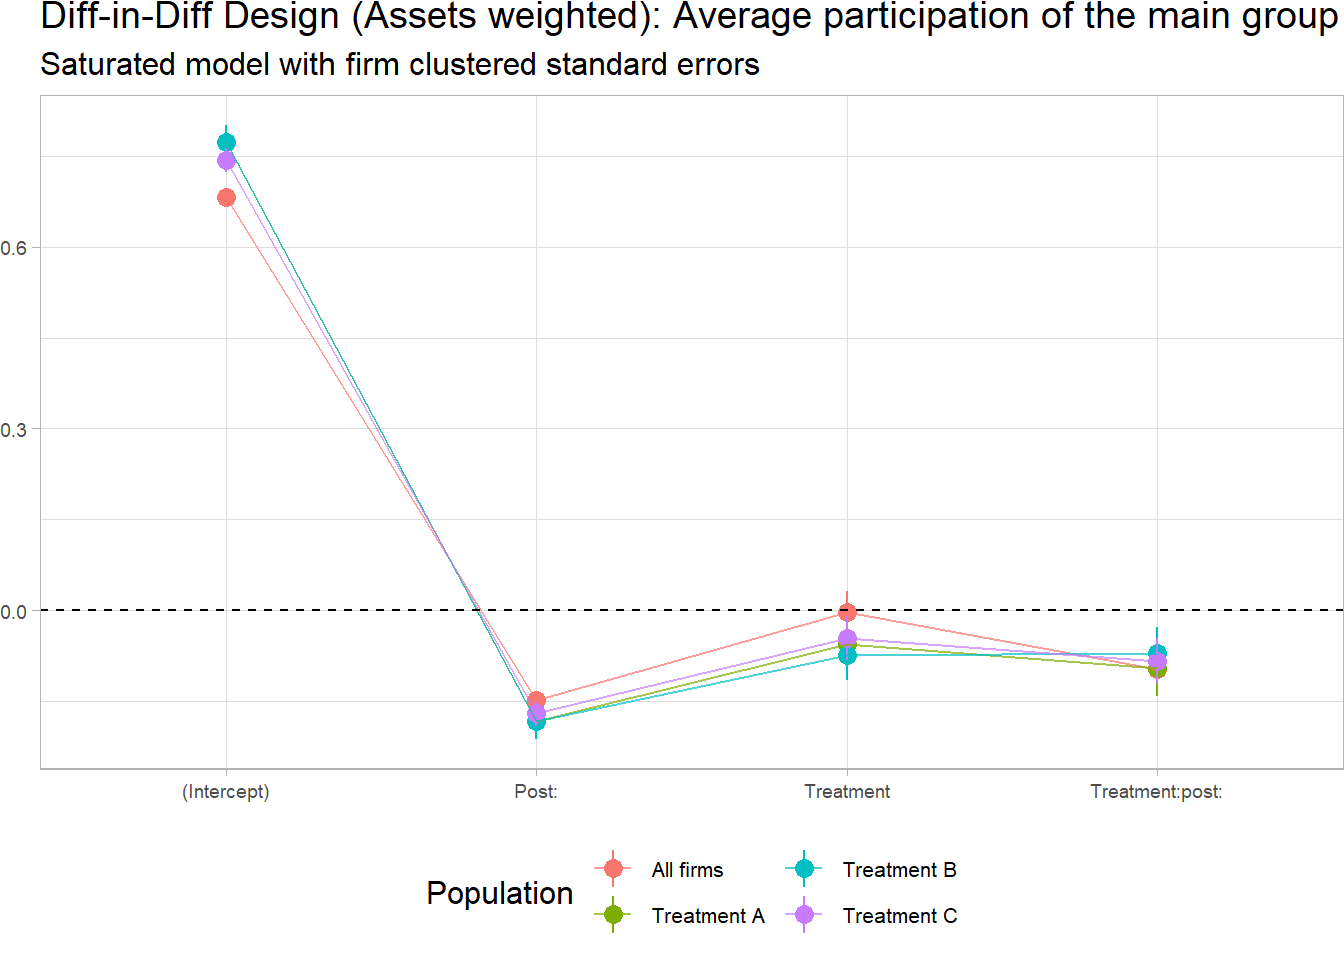 Diff-in-Diff Design (Assets weighted): Average participation of the main group
Saturated model with firm clustered standard errors
0.6
0.3
0.0
(Intercept)
Post:
Treatment
Treatment:post:
Population
All firms
Treatment A
Treatment B
Treatment C